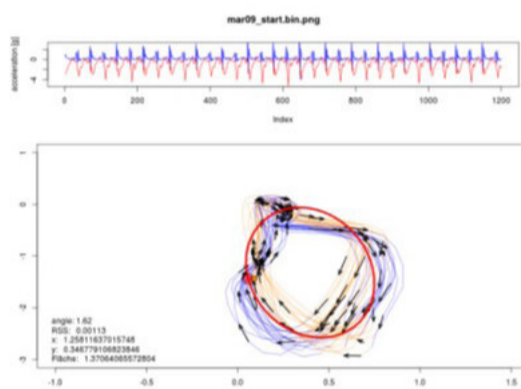 mar09_start.bin.png
acceleration [g]
0
-4
0
200
400
600
800
1000
1200
Index
1
0
-1
-2
-3
angle: 1.62
RSS: 0.00113
x: 1.25811637015748
y: 0.346779106823846
Fläche: 1.37064065572804
-1.0
-0.5
0.0
0.5
1.0
1.5